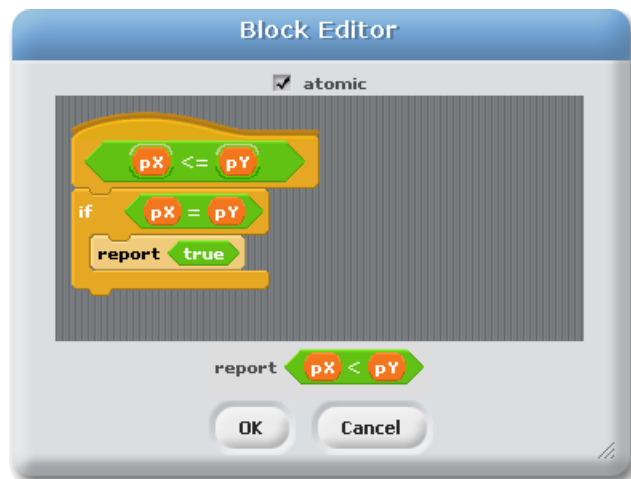 Block Editor
atomic
pX <= pY
if pX = pY
report true
report pX < pY
OK Cancel